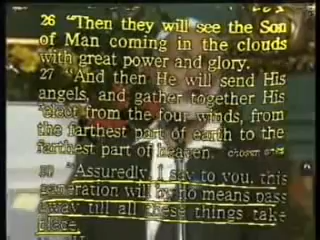 26 "Then they will see the Son
of Man coming in the clouds
with great power and glory.
27 "And then He will send His
angels, and gather together His
elect from the four winds, from
the farthest part of earth to the
farthest part of heaven. chosen ones
30 "Assuredly, I say to you, this
generation will by no means pass
away till all these things take
place.